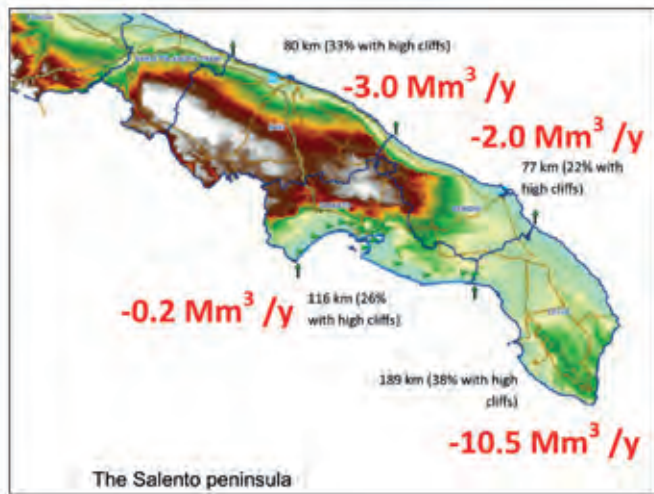 80 km (33% with high cliffs)
-3.0 Mm³ /y
-2.0 Mm³ /y
77 km (22% with
high cliffs)
-0.2 Mm³ /y
116 km (26%
with high cliffs)
189 km (38% with high
cliffs)
-10.5 Mm³ /y
The Salento peninsula